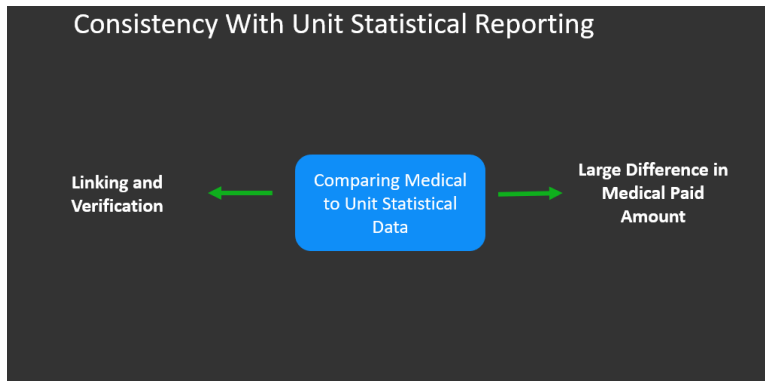 Consistency With Unit Statistical Reporting
Linking and
Verification
Comparing Medical
to Unit Statistical
Data
Large Difference in
Medical Paid
Amount